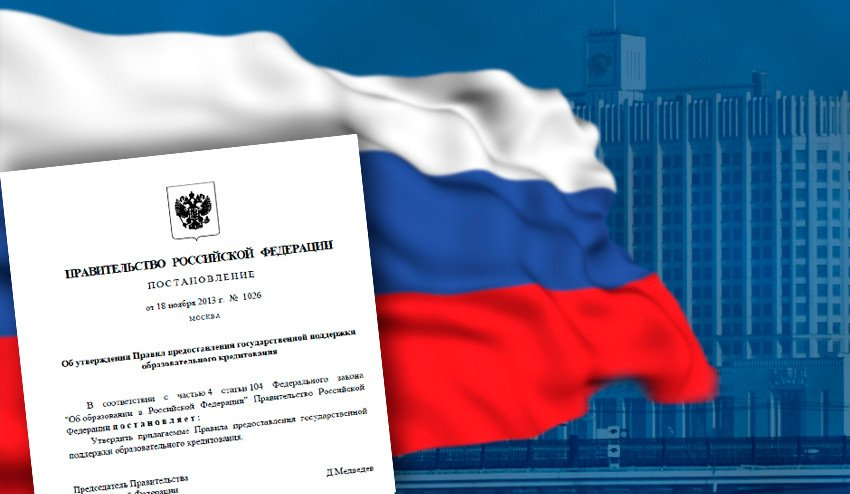 ПРАВИТЕЛЬСТВО РОССИЙСКОЙ ФЕДЕРАЦИИ
ПОСТАНОВЛЕНИЕ
от 18 ноября 2013 г. № 1026
МОСКВА
Об утверждении Правил предоставления государственной поддержки
образовательного кредитования
В соответствии с частью 4 статьи 104 Федерального закона
"Об образовании в Российской Федерации" Правительство Российской
Федерации постановляет:
Утвердить прилагаемые Правила предоставления государственной
поддержки образовательного кредитования.
Председатель Правительства
Д.Медведев
Федерации